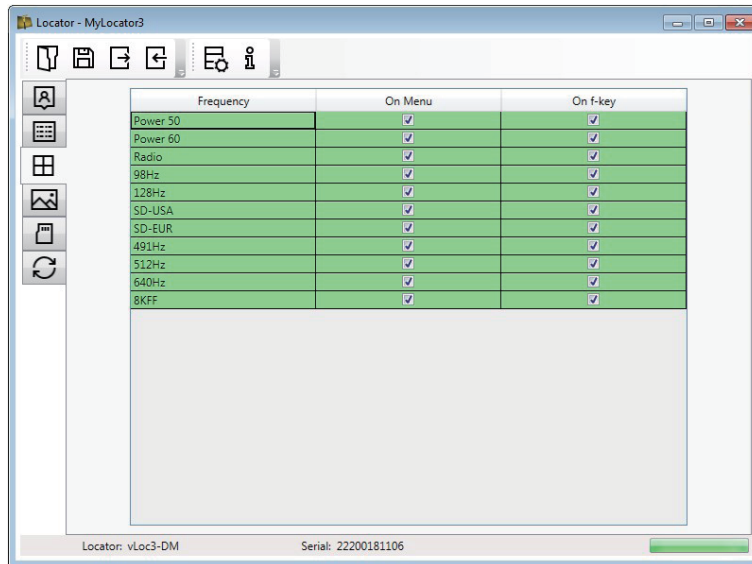 Locator - MyLocator3
Frequency On Menu On f-key
Power 50
Power 60
Radio
98Hz
128Hz
SD-USA
SD-EUR
491Hz
512Hz
640Hz
8KFF
Locator: vLoc3-DM Serial: 22200181106